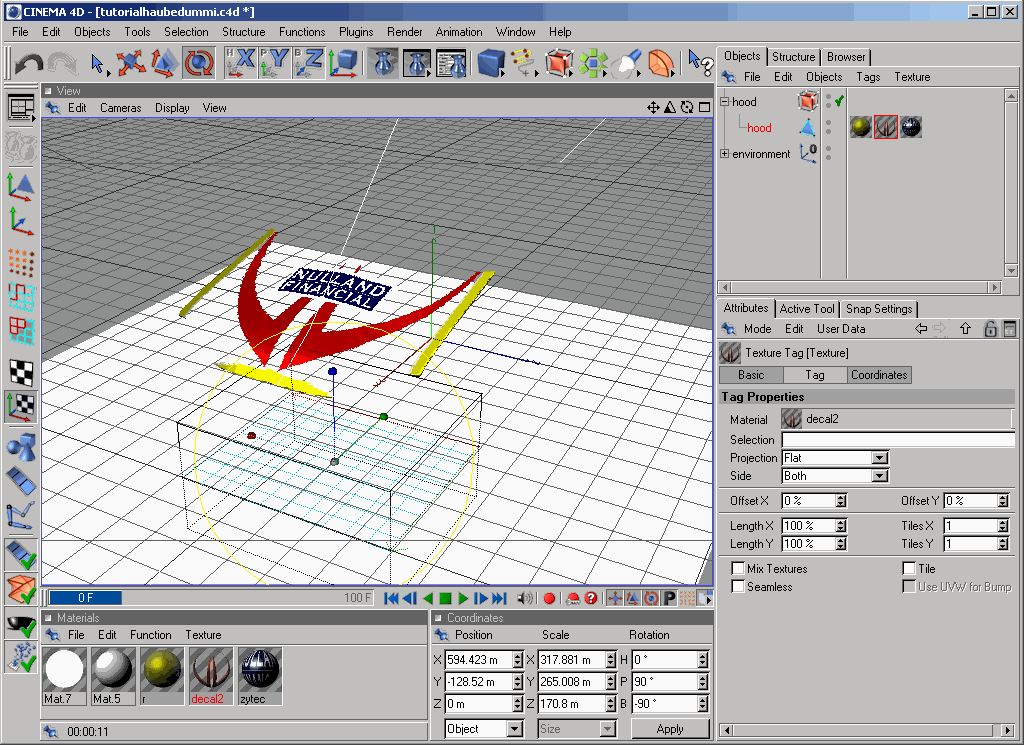 CINEMA 4D - [tutorialhaubedummi.c4d *]
File Edit Objects Tools Selection Structure Functions Plugins Render Animation Window Help
View
Edit Cameras Display View
NULLAND
FINANCIAL
Y
0 F
100 F
Objects Structure Browser
File Edit Objects Tags Texture
hood
hood
environment
Attributes Active Tool Snap Settings
Mode Edit User Data
Texture Tag [Texture]
Basic Tag Coordinates
Tag Properties
Material decal2
Selection
Projection Flat
Side Both
Offset X 0 % Offset Y 0 %
Length X 100 % Tiles X 1
Length Y 100 % Tiles Y 1
Mix Textures Tile
Seamless Use UVW for Bump
Materials
File Edit Function Texture
Mat.7 Mat.5 r decal2 zytec
00:00:11
Coordinates
Position Scale Rotation
X 594.423 m X 317.881 m H 0 °
Y -128.52 m Y 265.008 m P 90 °
Z 0 m Z 170.8 m B -90 °
Object Size Apply